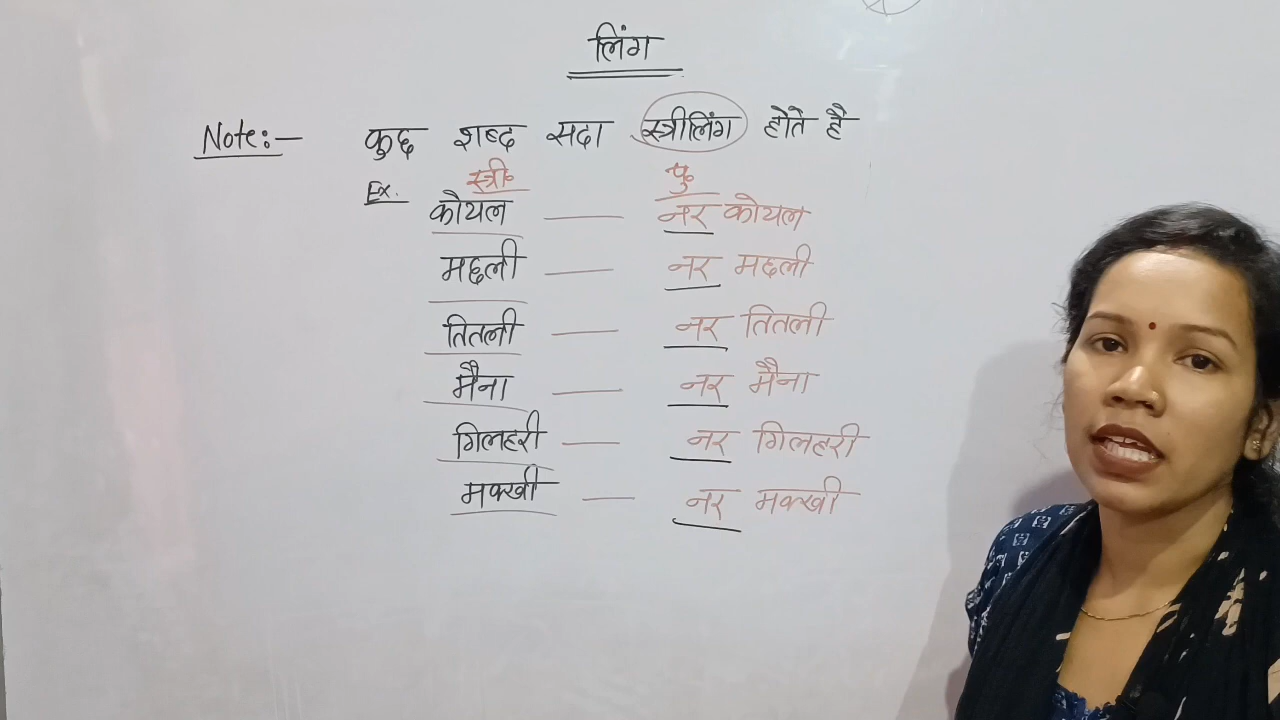 लिंग
Note:- कुछ शब्द सदा स्त्रीलिंग होते है
Ex. स्त्री॰ पु॰
कोयल — नर कोयल
मछली — नर मछली
तितली — नर तितली
मैना — नर मैना
गिलहरी — नर गिलहरी
मक्खी — नर मक्खी